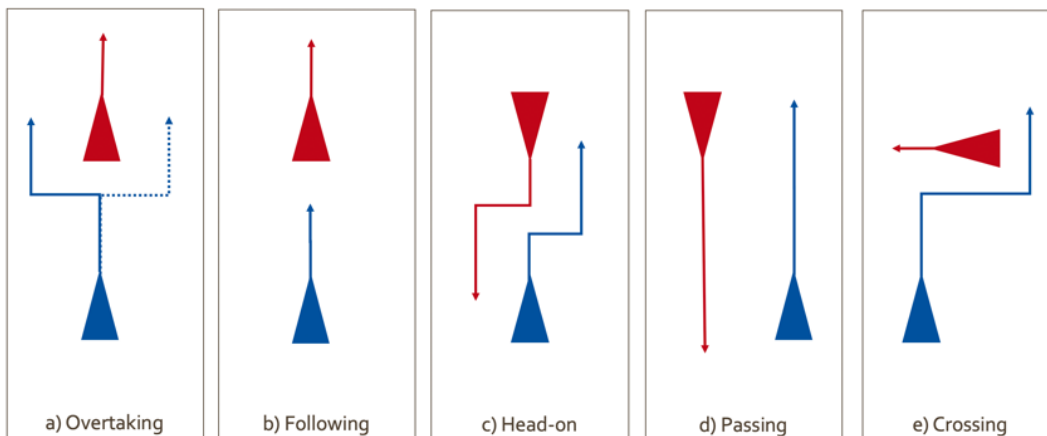 a) Overtaking
b) Following
c) Head-on
d) Passing
e) Crossing